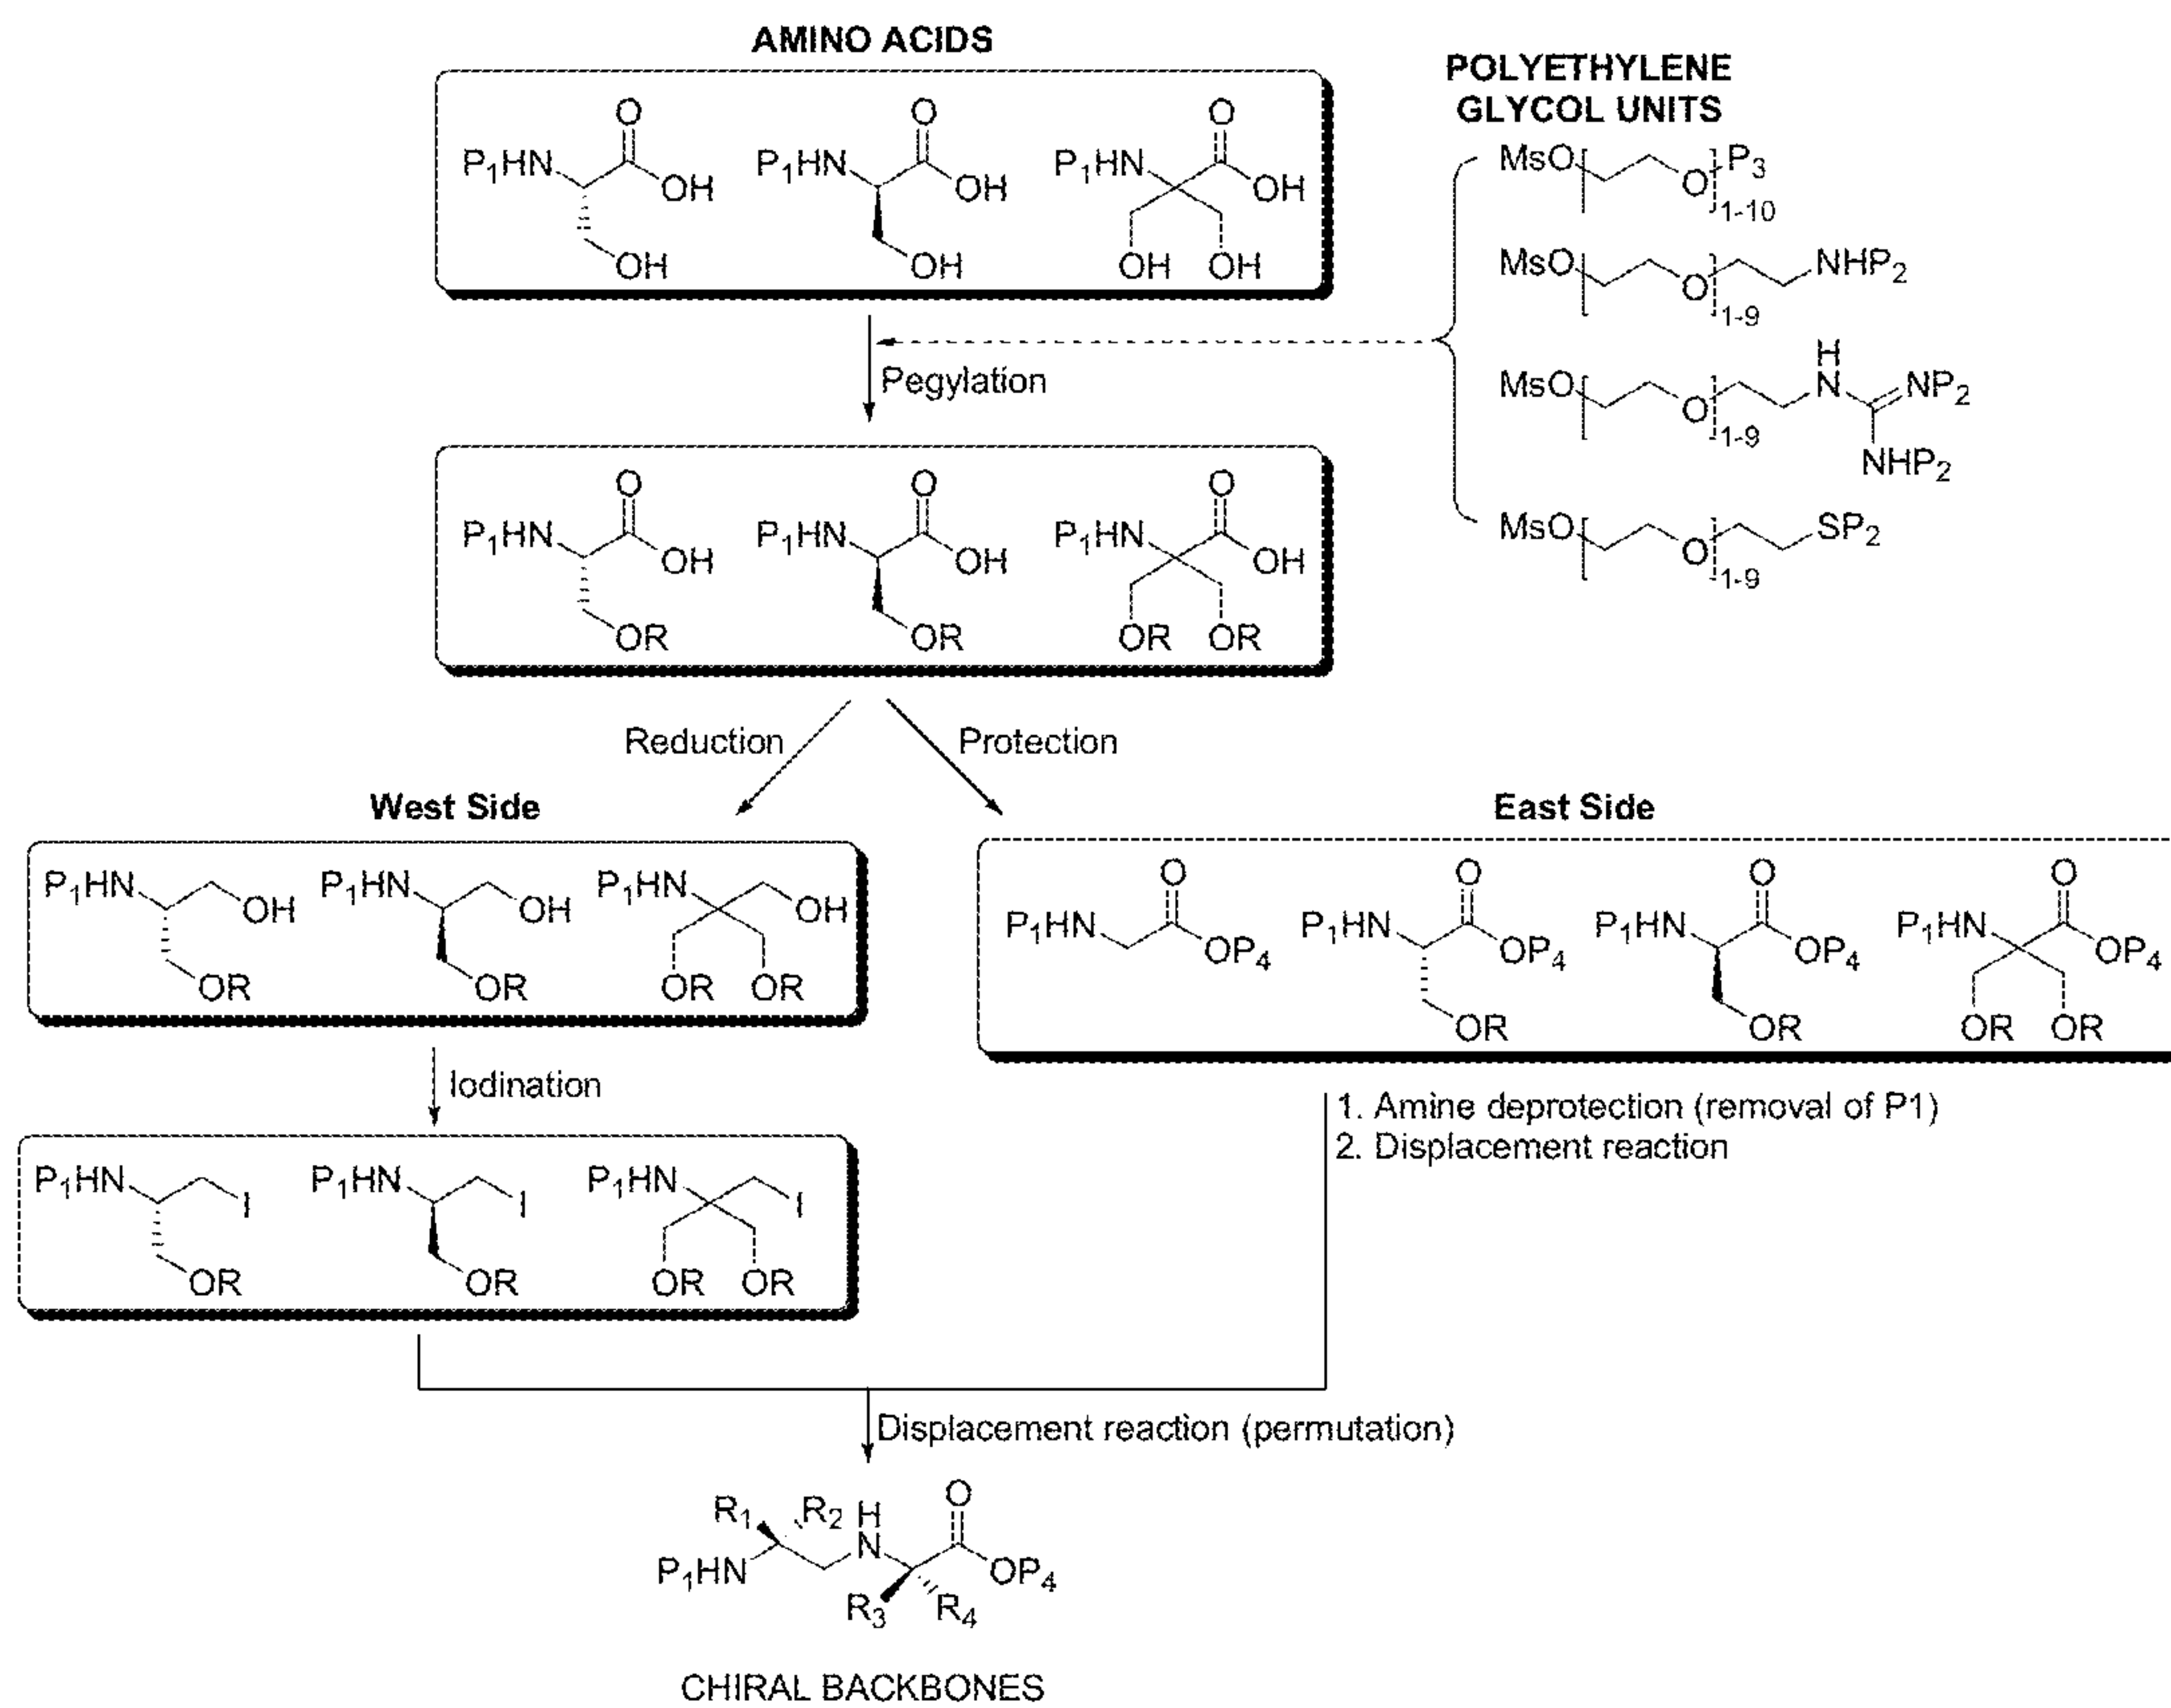 AMINO ACIDS
POLYETHYLENE
GLYCOL UNITS
P1HN O OH OH
P1HN O OH OH
P1HN O OH OH OH
MsO O P3 1-10
MsO O 1-9 NHP2
MsO O 1-9 H N NP2 NHP2
MsO O 1-9 SP2
Pegylation
P1HN O OH OR
P1HN O OH OR
P1HN O OH OR OR
Reduction
Protection
West Side
East Side
P1HN OH OR
P1HN OH OR
P1HN OH OR OR
P1HN O OP4
P1HN O OP4 OR
P1HN O OP4 OR
P1HN O OP4 OR OR
Iodination
1. Amine deprotection (removal of P1)
2. Displacement reaction
P1HN I OR
P1HN I OR
P1HN I OR OR
Displacement reaction (permutation)
R1 R2 H N O
P1HN R3 R4 OP4
CHIRAL BACKBONES